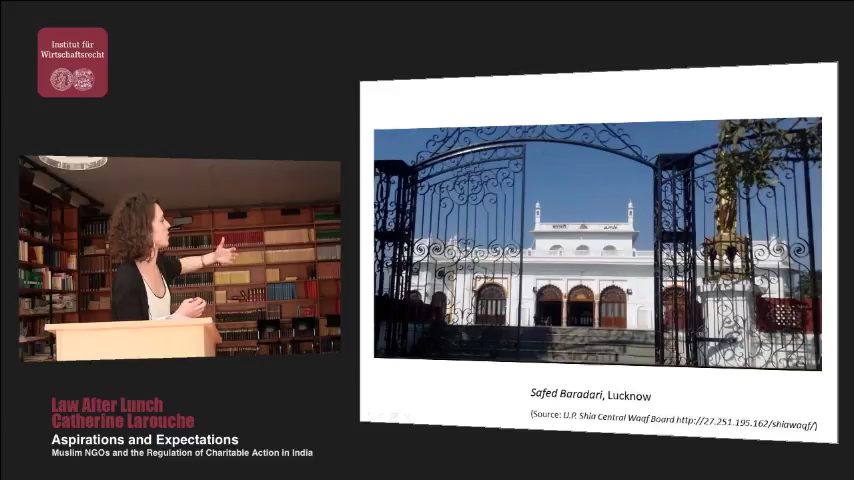 Institut für
Wirtschaftsrecht
Safed Baradari, Lucknow
(Source: U.P. Shia Central Waqf Board http://27.251.195.162/shiawaqf/)
Law After Lunch
Catherine Larouche
Aspirations and Expectations
Muslim NGOs and the Regulation of Charitable Action in India